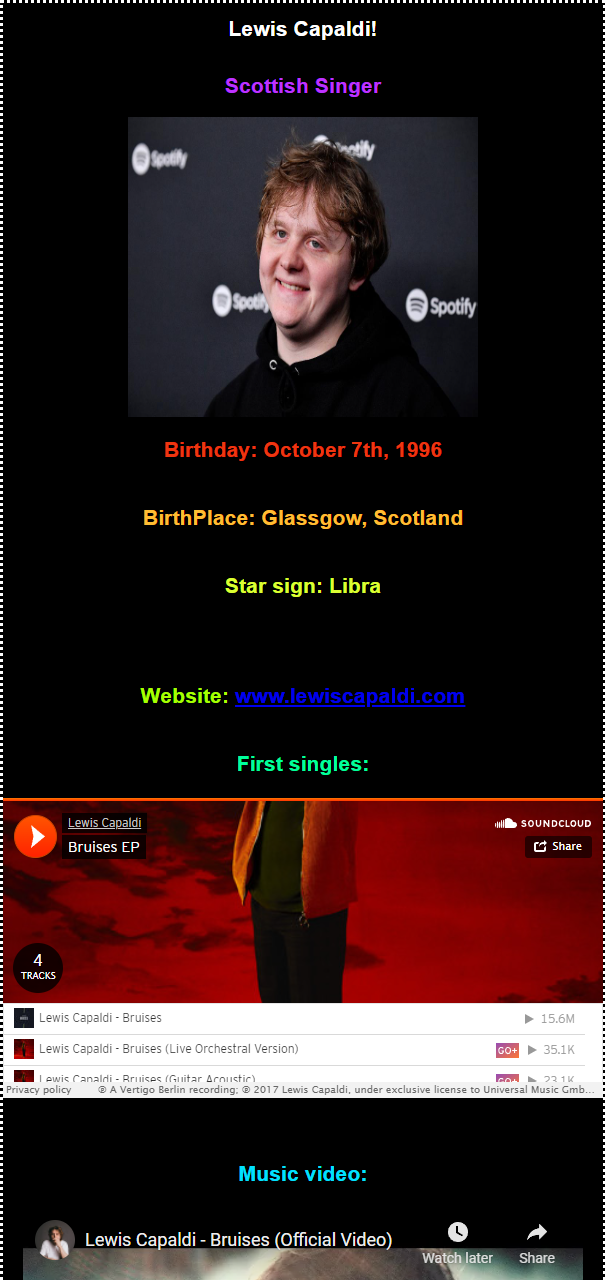 Lewis Capaldi!
Scottish Singer
Spotify
Spotify
Spotify
Spotify
Birthday: October 7th, 1996
BirthPlace: Glassgow, Scotland
Star sign: Libra
Website: www.lewiscapaldi.com
First singles:
Lewis Capaldi
SOUNDCLOUD
Bruises EP
Share
4
TRACKS
Lewis Capaldi - Bruises 15.6M
Lewis Capaldi - Bruises (Live Orchestral Version) GO+ 35.1K
Lewis Capaldi - Bruises (Guitar Acoustic) GO+ 23.1K
Privacy policy ℗ A Vertigo Berlin recording; ℗ 2017 Lewis Capaldi, under exclusive license to Universal Music Gmb...
Music video:
Lewis Capaldi - Bruises (Official Video)
Watch later
Share